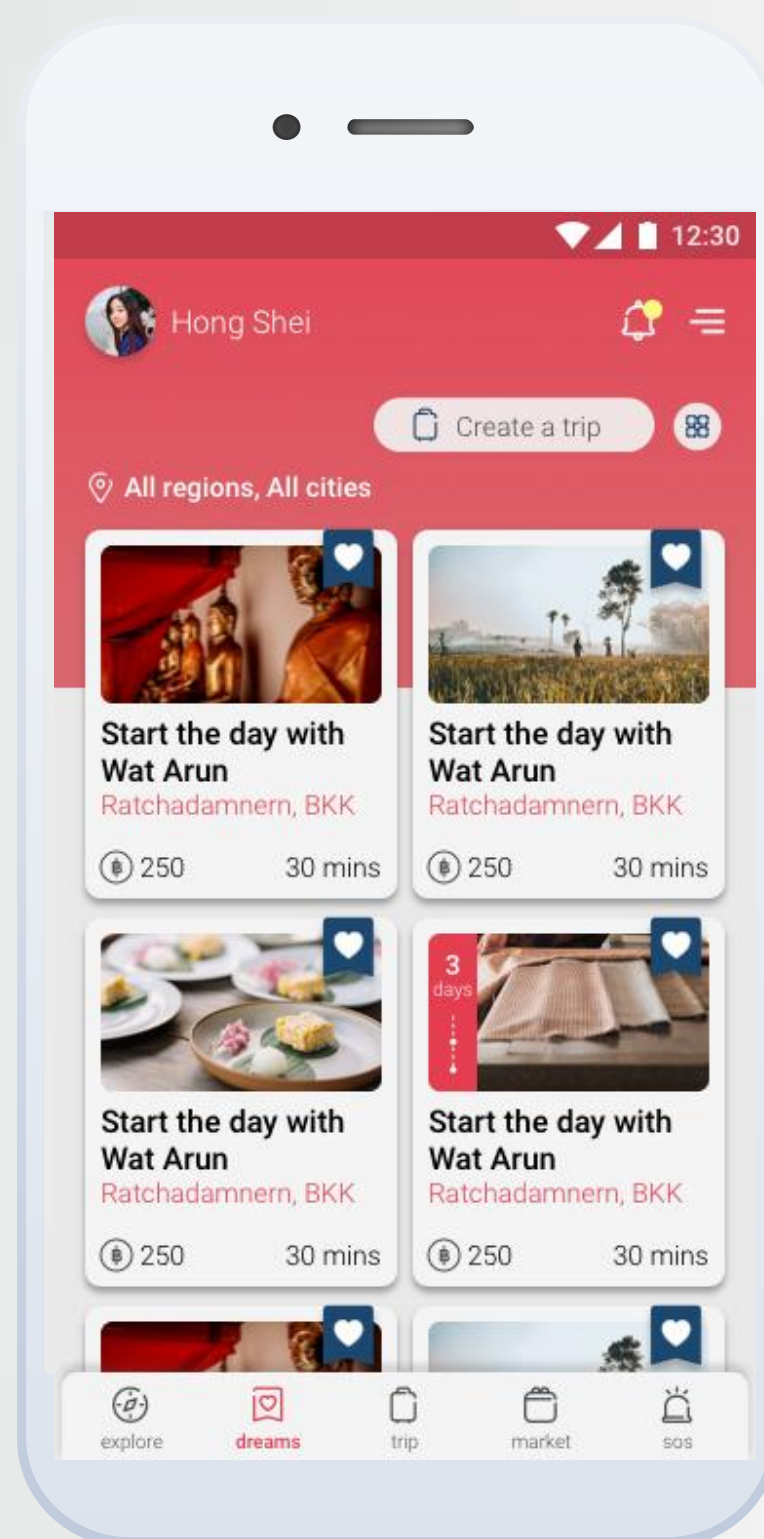 12:30
Hong Shei
Create a trip
All regions, All cities
Start the day with
Wat Arun
Ratchadamnern, BKK
฿ 250 30 mins
Start the day with
Wat Arun
Ratchadamnern, BKK
฿ 250 30 mins
Start the day with
Wat Arun
Ratchadamnern, BKK
฿ 250 30 mins
3
days
Start the day with
Wat Arun
Ratchadamnern, BKK
฿ 250 30 mins
explore dreams trip market sos